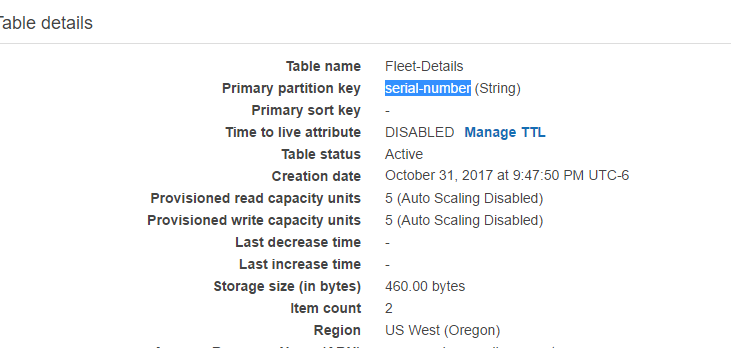 Table details
Table name Fleet-Details
Primary partition key serial-number (String)
Primary sort key -
Time to live attribute DISABLED Manage TTL
Table status Active
Creation date October 31, 2017 at 9:47:50 PM UTC-6
Provisioned read capacity units 5 (Auto Scaling Disabled)
Provisioned write capacity units 5 (Auto Scaling Disabled)
Last decrease time -
Last increase time -
Storage size (in bytes) 460.00 bytes
Item count 2
Region US West (Oregon)